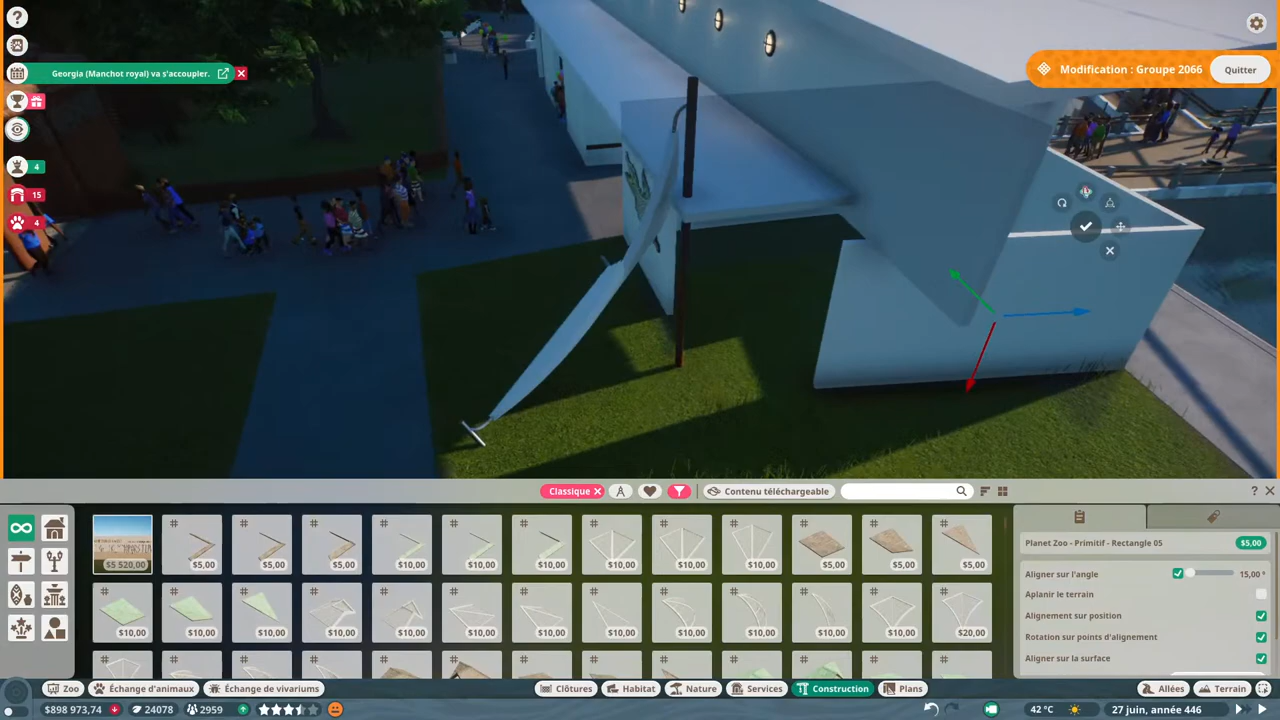 Georgia (Manchot royal) va s'accoupler.
Modification : Groupe 2066
Quitter
4
15
4
Classique
Contenu téléchargeable
$5 520,00
$5,00
$5,00
$5,00
$10,00
$10,00
$10,00
$10,00
$10,00
$10,00
$5,00
$5,00
$5,00
$10,00
$10,00
$10,00
$10,00
$10,00
$10,00
$10,00
$10,00
$10,00
$10,00
$10,00
$10,00
$20,00
Planet Zoo - Primitif - Rectangle 05
$5,00
Aligner sur l'angle
15,00 °
Aplanir le terrain
Alignement sur position
Rotation sur points d'alignement
Aligner sur la surface
Zoo
Échange d'animaux
Échange de vivariums
Clôtures
Habitat
Nature
Services
Construction
Plans
Allées
Terrain
$898 973,74
24078
2959
42 °C
27 juin, année 446